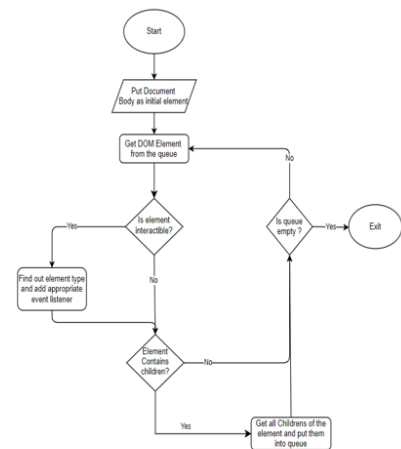 Start
Put Document
Body as initial element
Get DOM Element
from the queue
No
Is element
interactible?
Yes
Is queue
empty ?
Yes
Exit
Find out element type
and add appropriate
event listener
No
Element
Contains
children?
No
Yes
Get all Childrens of the
element and put them
into queue